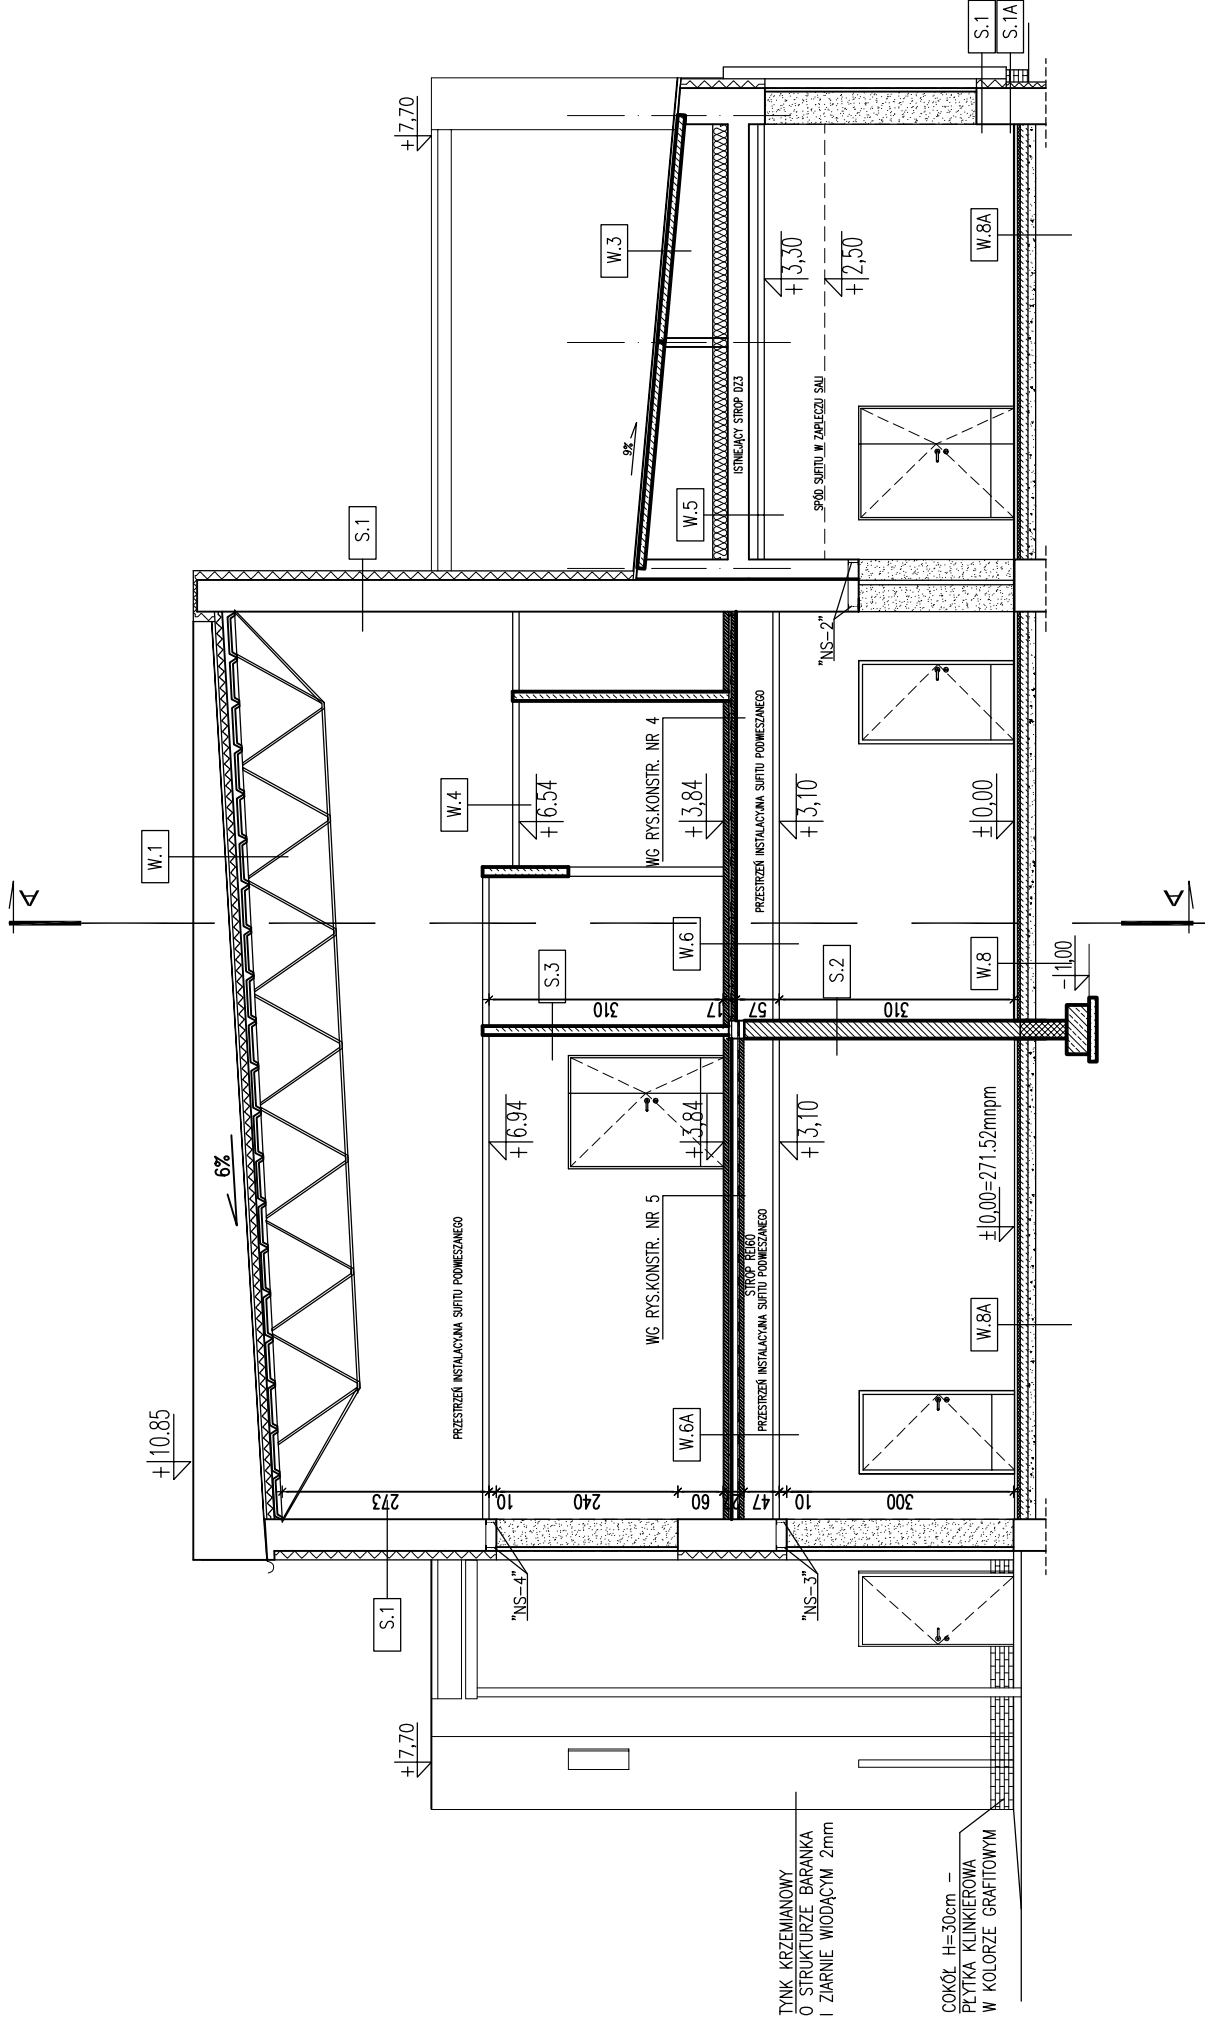 +7,70
+10.85
+7,70
S.1
S.1A
W.1
S.1
W.3
6%
9%
W.4
W.5
ISTNIEJĄCY STROP DZ3
+3,30
SPÓD SUFITU W ZAPLECZU SALI
+2,50
W.8A
PRZESTRZEŃ INSTALACYJNA SUFITU PODWIESZANEGO
+6.94
+6.54
S.3
310
17
57
310
WG RYS.KONSTR. NR 4
+3,84
PRZESTRZEŃ INSTALACYJNA SUFITU PODWIESZANEGO
+3,10
"NS-2"
±0,00
W.6
S.2
W.8
-1,00
WG RYS.KONSTR. NR 5
+3,84
STROP REI60
PRZESTRZEŃ INSTALACYJNA SUFITU PODWIESZANEGO
+3,10
±0,00=271.52mnpm
W.6A
W.8A
273
10
240
60
47
10
300
S.1
"NS-4"
"NS-3"
A
A
TYNK KRZEMIANOWY
O STRUKTURZE BARANKA
I ZIARNIE WIODĄCYM 2mm
COKÓŁ H=30cm -
PŁYTKA KLINKIEROWA
W KOLORZE GRAFITOWYM